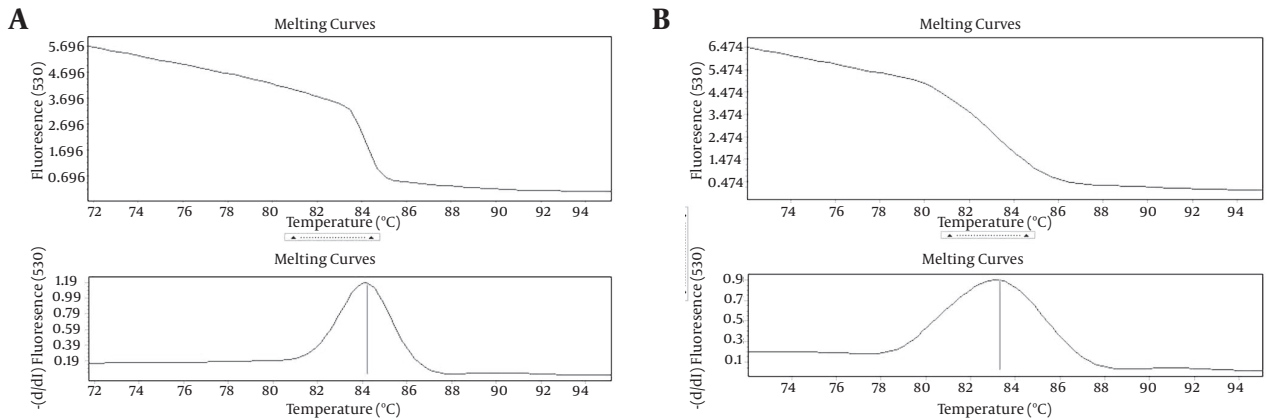 A
Melting Curves
Fluoresence (530)
5.696
4.696
3.696
2.696
1.696
0.696
72 74 76 78 80 82 84 86 88 90 92 94
Temperature (°C)
Melting Curves
-(d/dI) Fluoresence (530)
1.19
0.99
0.79
0.59
0.39
0.19
72 74 76 78 80 82 84 86 88 90 92 94
Temperature (°C)
B
Melting Curves
Fluoresence (530)
6.474
5.474
4.474
3.474
2.474
1.474
0.474
74 76 78 80 82 84 86 88 90 92 94
Temperature (°C)
Melting Curves
-(d/dI) Fluoresence (530)
0.9
0.7
0.5
0.3
0.1
74 76 78 80 82 84 86 88 90 92 94
Temperature (°C)